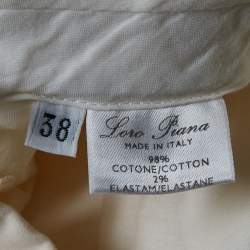 38
Loro Piana
MADE IN ITALY
98%
COTONE/COTTON
2%
ELASTAM/ELASTANE